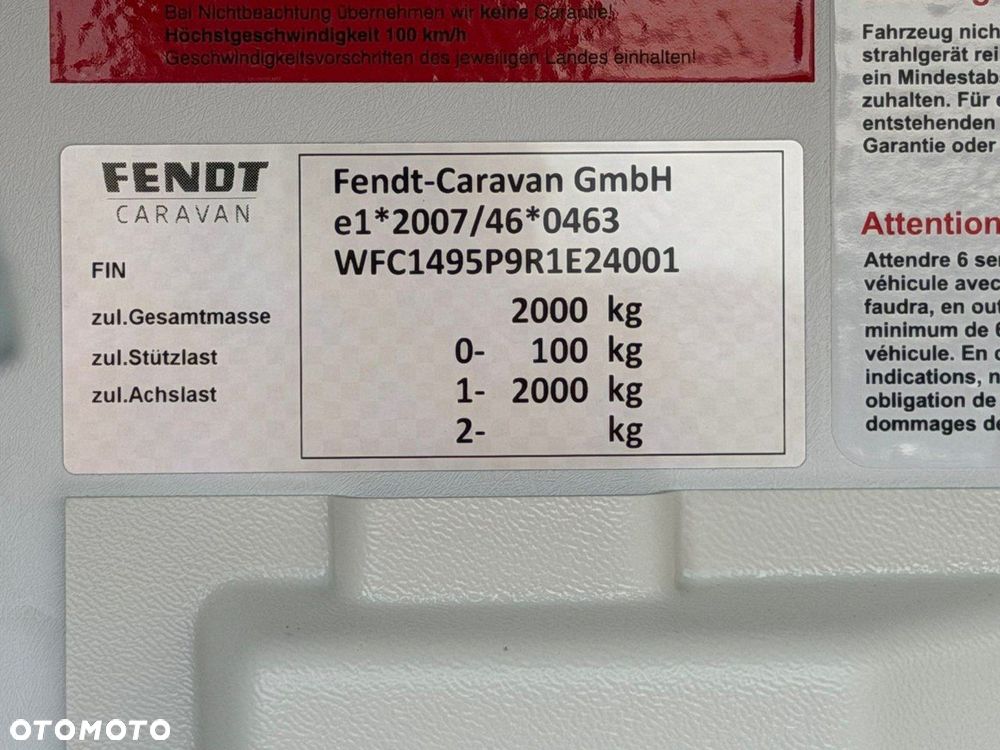 Bei Nichtbeachtung übernehmen wir keine Garantie!
Höchstgeschwindigkeit 100 km/h
Geschwindigkeitsvorschriften des jeweiligen Landes einhalten!
Fahrzeug nich
strahlgerät rei
ein Mindestab
zuhalten. Für
entstehenden
Garantie oder
FENDT
CARAVAN
Fendt-Caravan GmbH
e1*2007/46*0463
FIN WFC1495P9R1E24001
zul.Gesamtmasse 2000 kg
zul.Stützlast 0- 100 kg
zul.Achslast 1- 2000 kg
2- kg
Attention
Attendre 6 se
véhicule avec
faudra, en out
minimum de 6
véhicule. En
indications, n
obligation de
dommages de
OTOMOTO